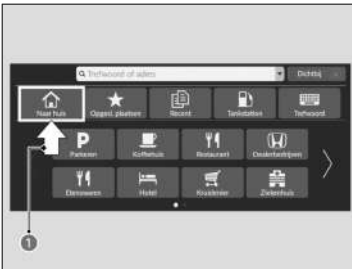 Trefwoord of adres
Dichtbij
Naar huis
Opgesl. plaatsen
Recent
Tankstation
Trefwoord
Parkeren
Koffiehuis
Restaurant
Dealerbedrijven
Etenswaren
Hotel
Kruidenier
Ziekenhuis
1